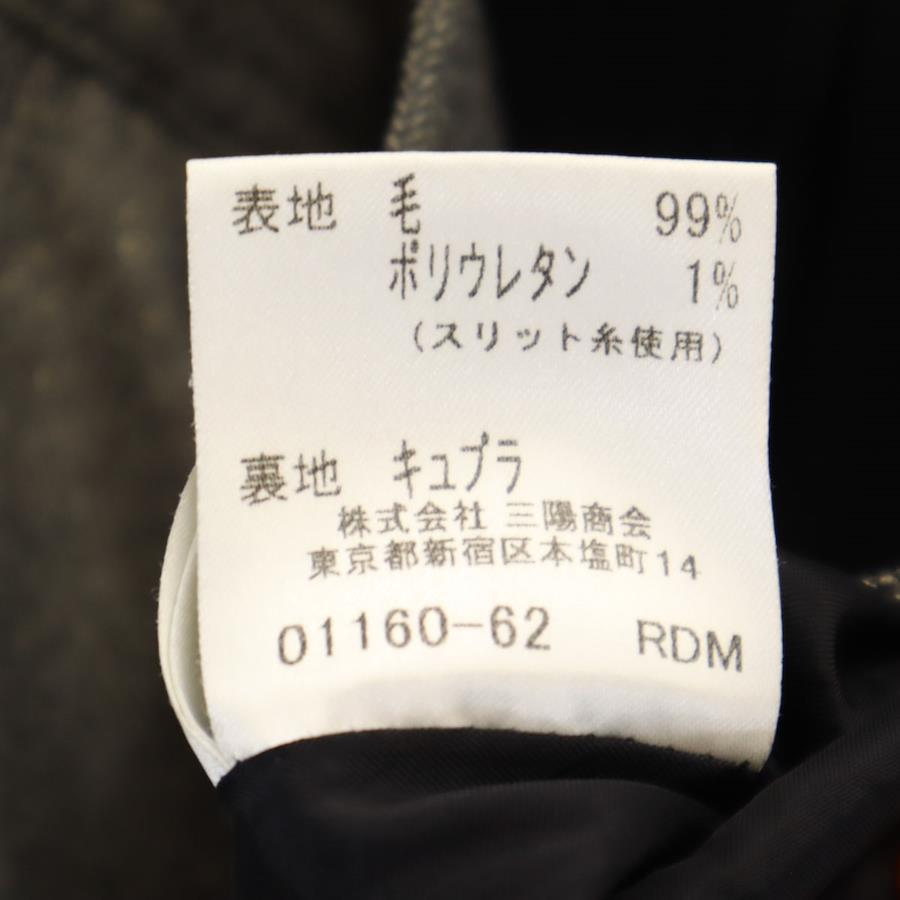 表地 毛 99%
ポリウレタン 1%
(スリット糸使用)
裏地 キュプラ
株式会社 三陽商会
東京都新宿区本塩町14
01160-62 RDM